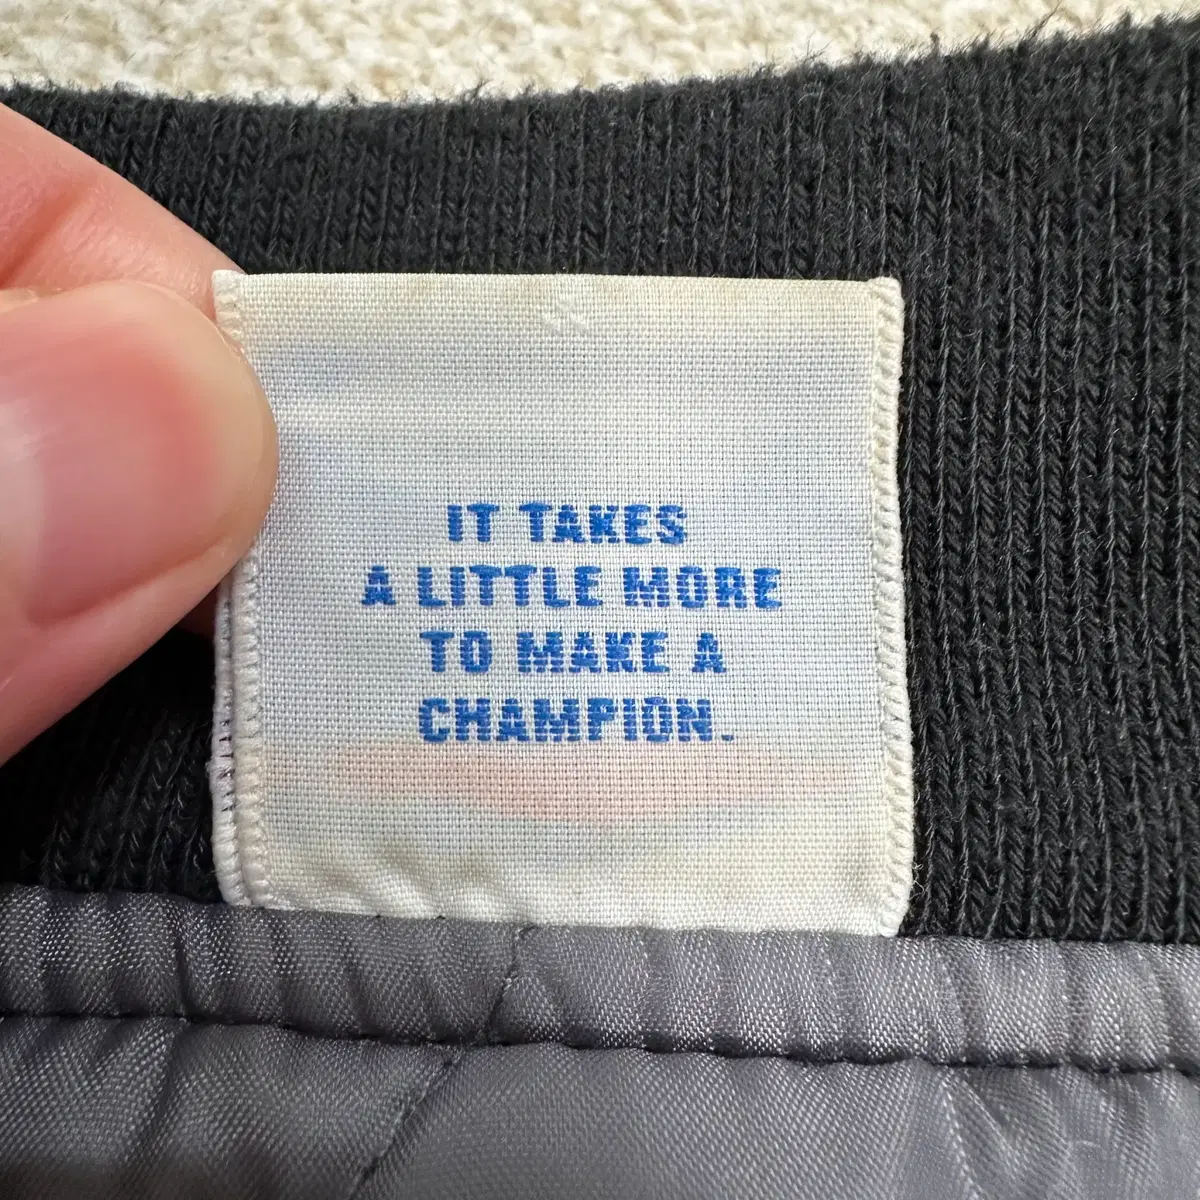 IT TAKES
A LITTLE MORE
TO MAKE A
CHAMPION.